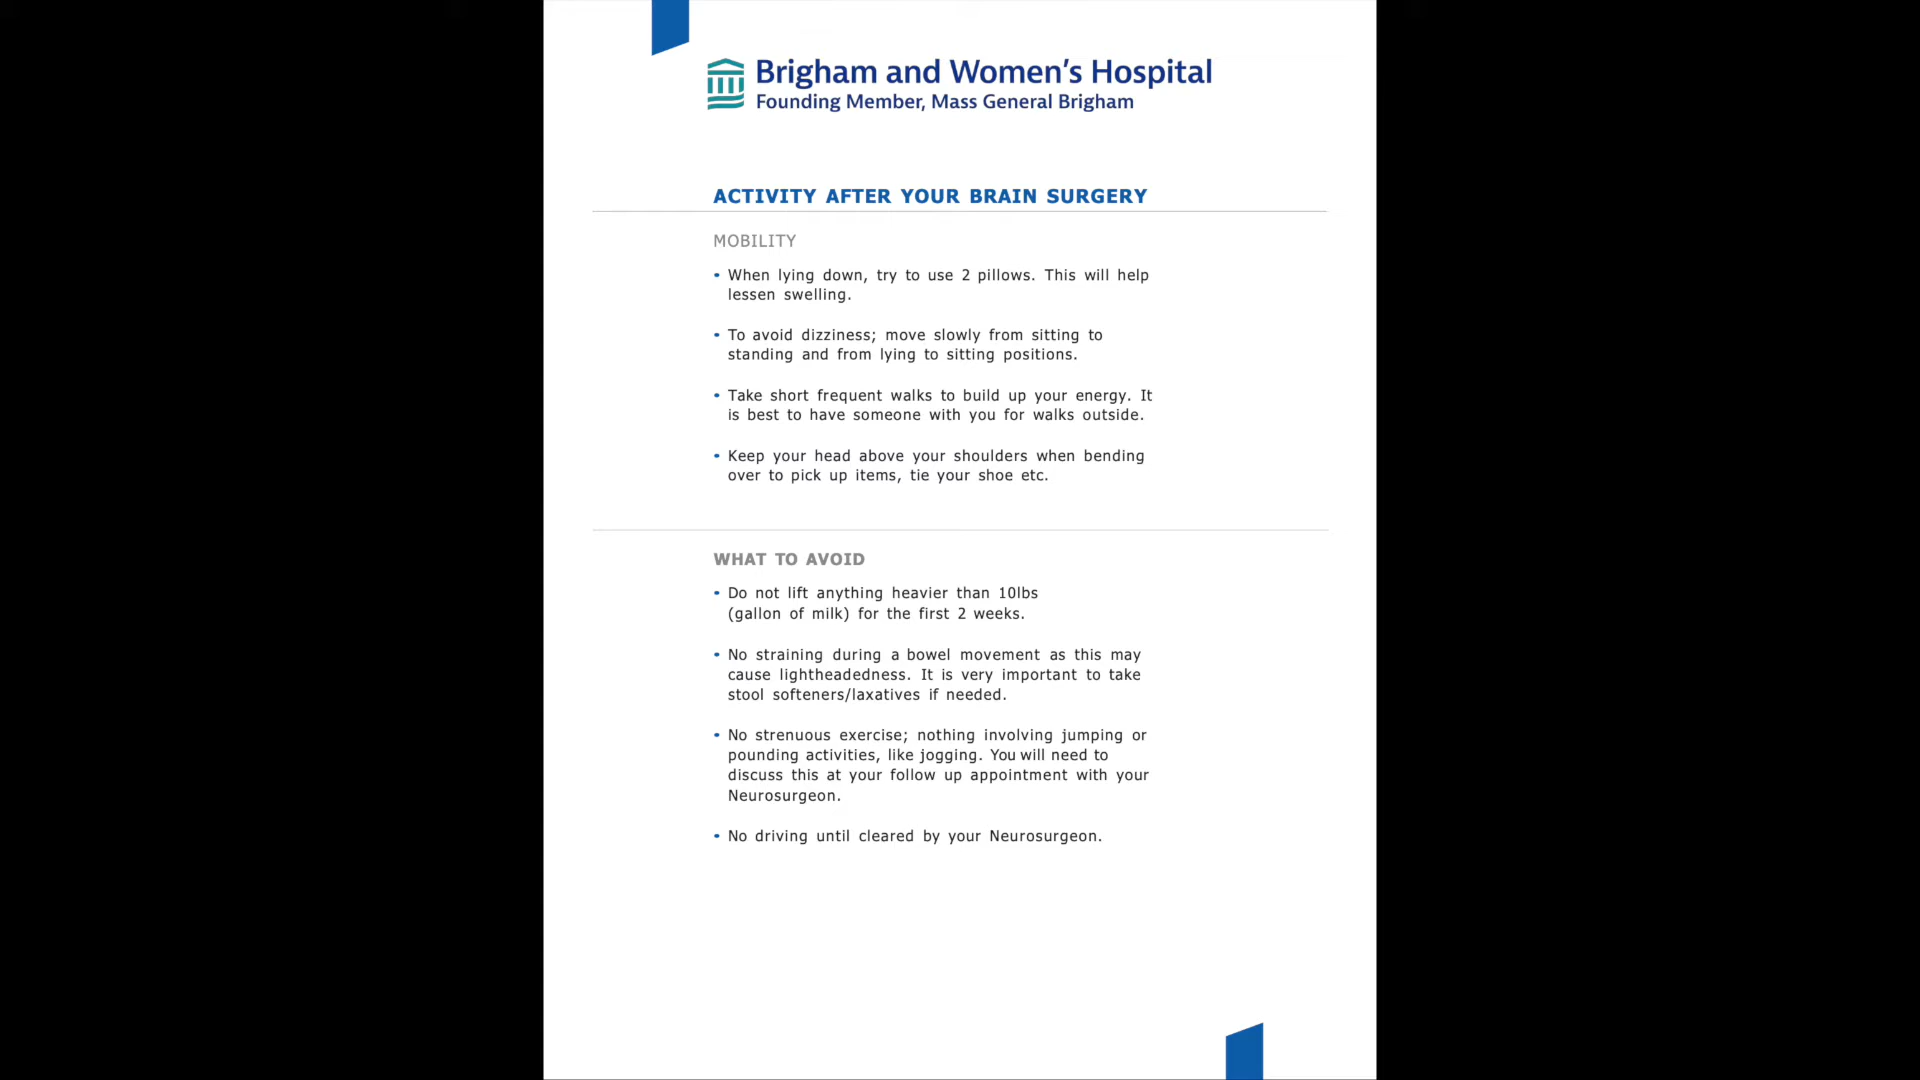 Brigham and Women's Hospital
Founding Member, Mass General Brigham
ACTIVITY AFTER YOUR BRAIN SURGERY
MOBILITY
• When lying down, try to use 2 pillows. This will help
lessen swelling.
• To avoid dizziness; move slowly from sitting to
standing and from lying to sitting positions.
• Take short frequent walks to build up your energy. It
is best to have someone with you for walks outside.
• Keep your head above your shoulders when bending
over to pick up items, tie your shoe etc.
WHAT TO AVOID
• Do not lift anything heavier than 10lbs
(gallon of milk) for the first 2 weeks.
• No straining during a bowel movement as this may
cause lightheadedness. It is very important to take
stool softeners/laxatives if needed.
• No strenuous exercise; nothing involving jumping or
pounding activities, like jogging. You will need to
discuss this at your follow up appointment with your
Neurosurgeon.
• No driving until cleared by your Neurosurgeon.